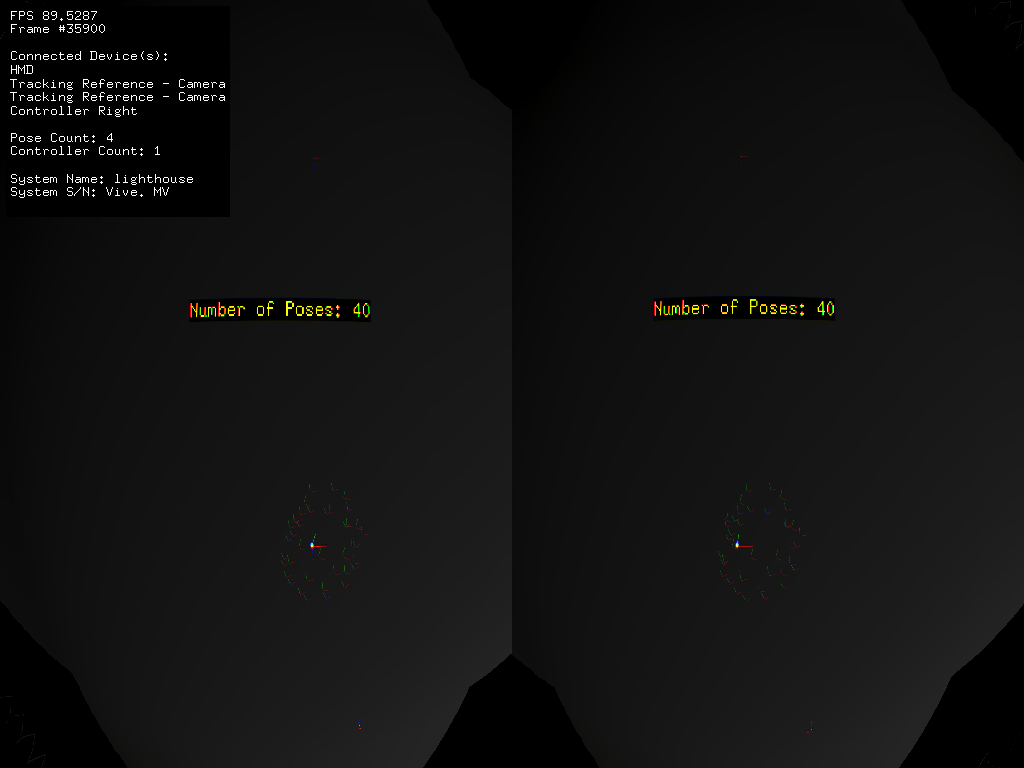 FPS 89.5287
Frame #35900
Connected Device(s):
HMD
Tracking Reference - Camera
Tracking Reference - Camera
Controller Right
Pose Count: 4
Controller Count: 1
System Name: lighthouse
System S/N: Vive. MV
Number of Poses: 40
Number of Poses: 40